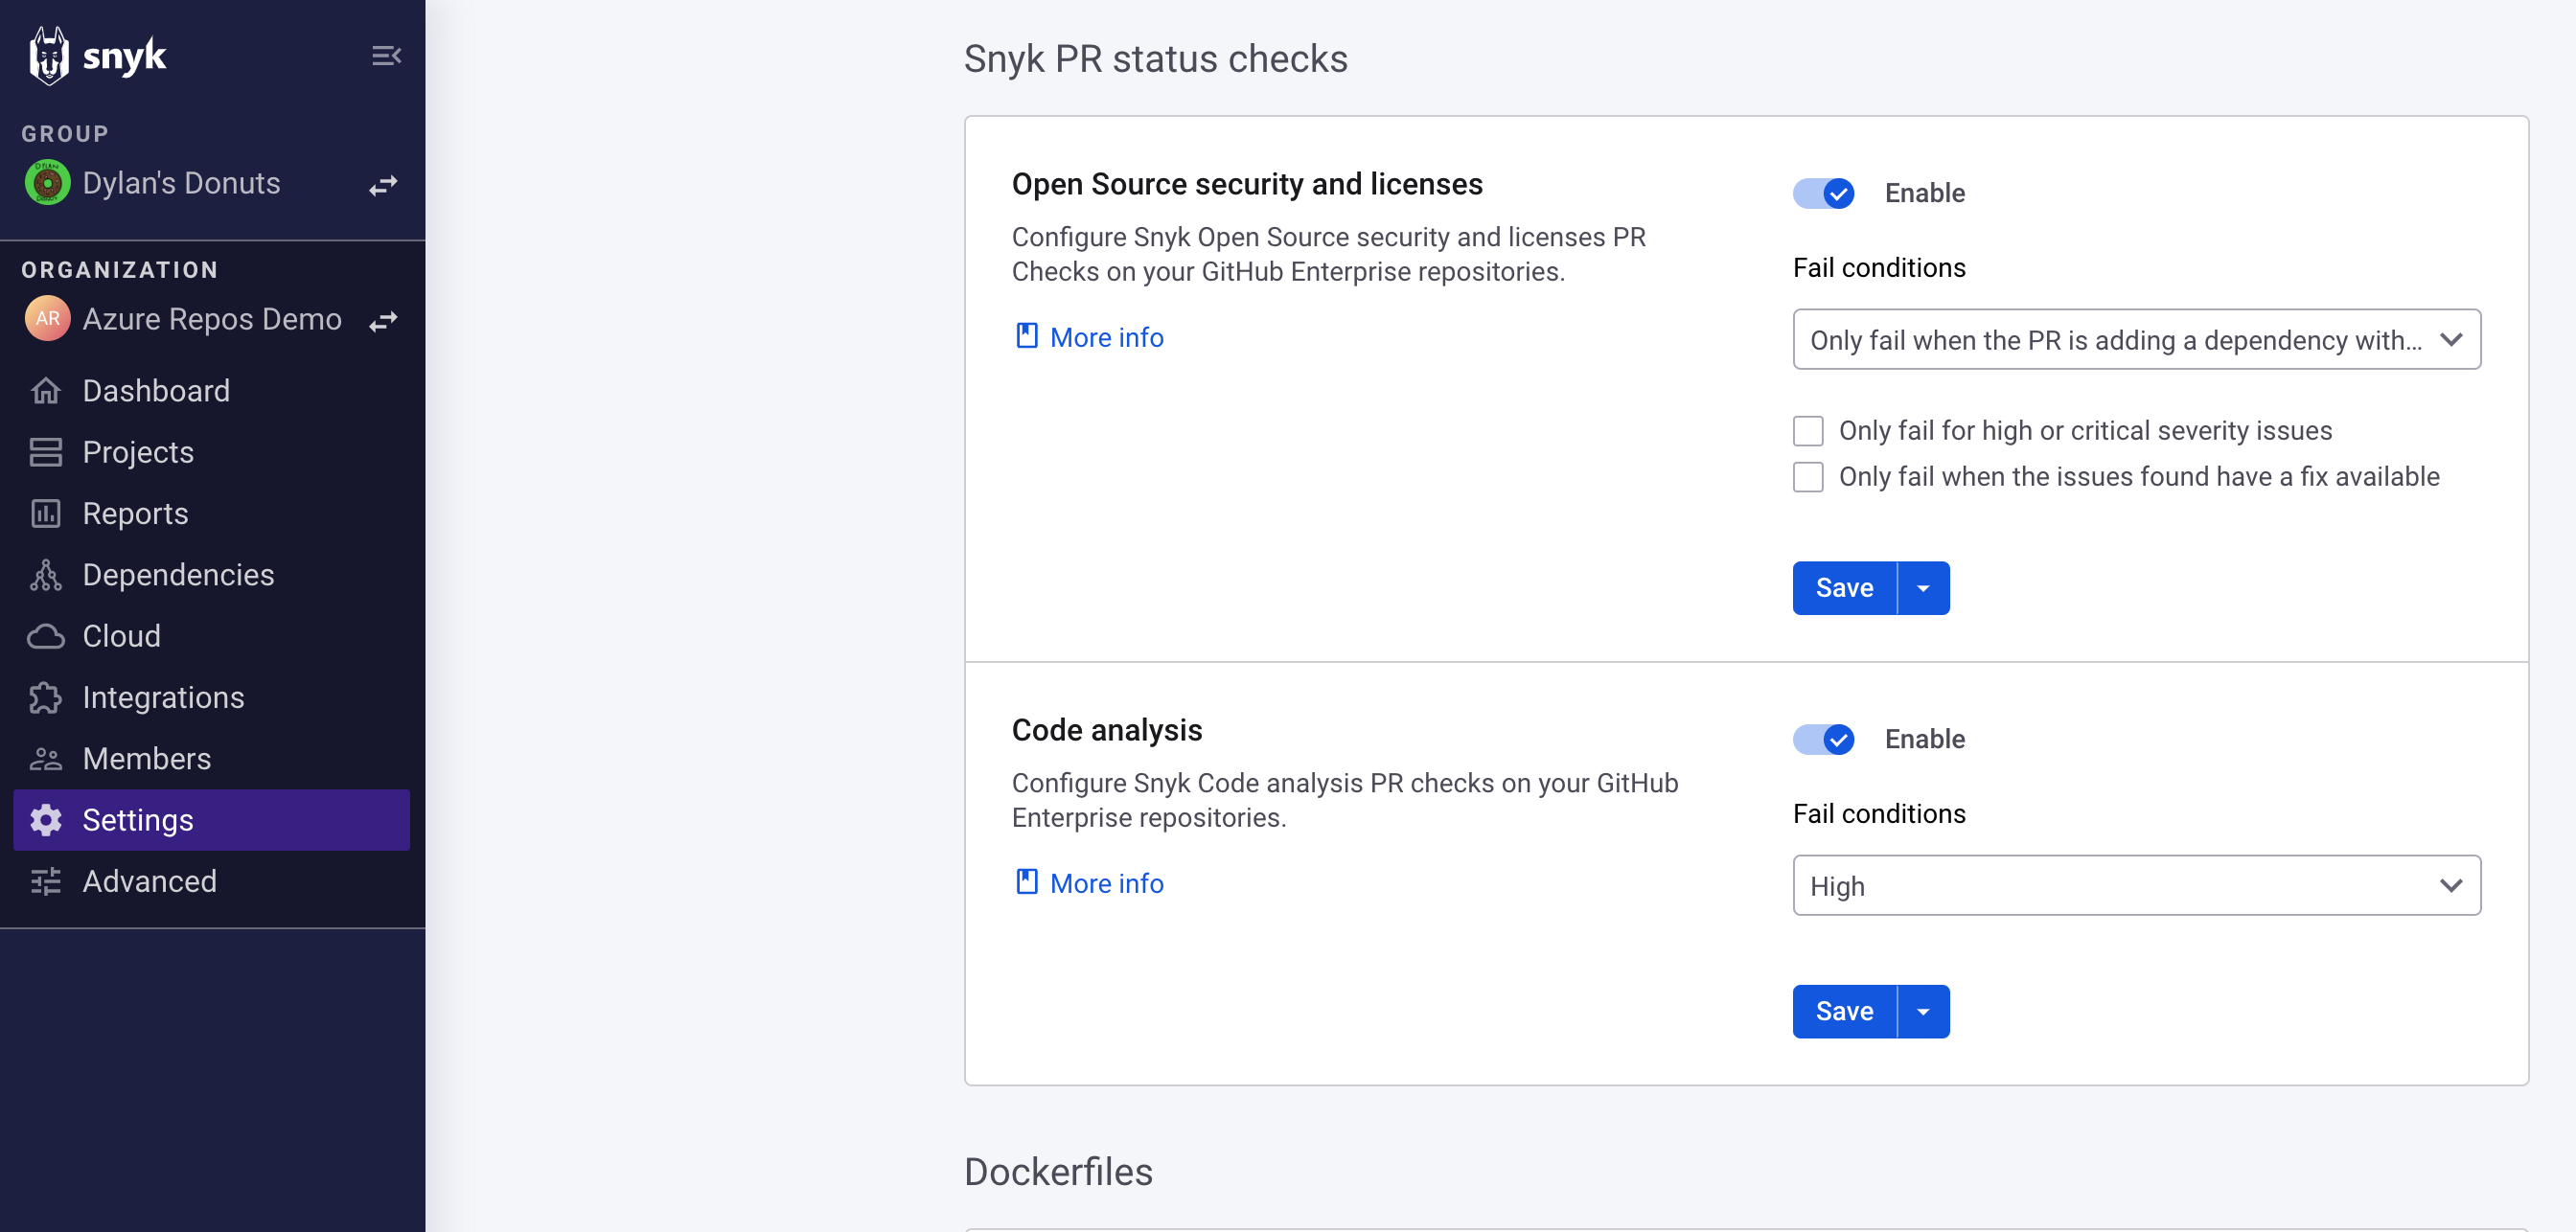 snyk
GROUP
Dylan's Donuts
ORGANIZATION
AR
Azure Repos Demo
Dashboard
Projects
Reports
Dependencies
Cloud
Integrations
Members
Settings
Advanced
Snyk PR status checks
Open Source security and licenses
Configure Snyk Open Source security and licenses PR
Checks on your GitHub Enterprise repositories.
More info
Enable
Fail conditions
Only fail when the PR is adding a dependency with...
Only fail for high or critical severity issues
Only fail when the issues found have a fix available
Save
Code analysis
Configure Snyk Code analysis PR checks on your GitHub
Enterprise repositories.
More info
Enable
Fail conditions
High
Save
Dockerfiles